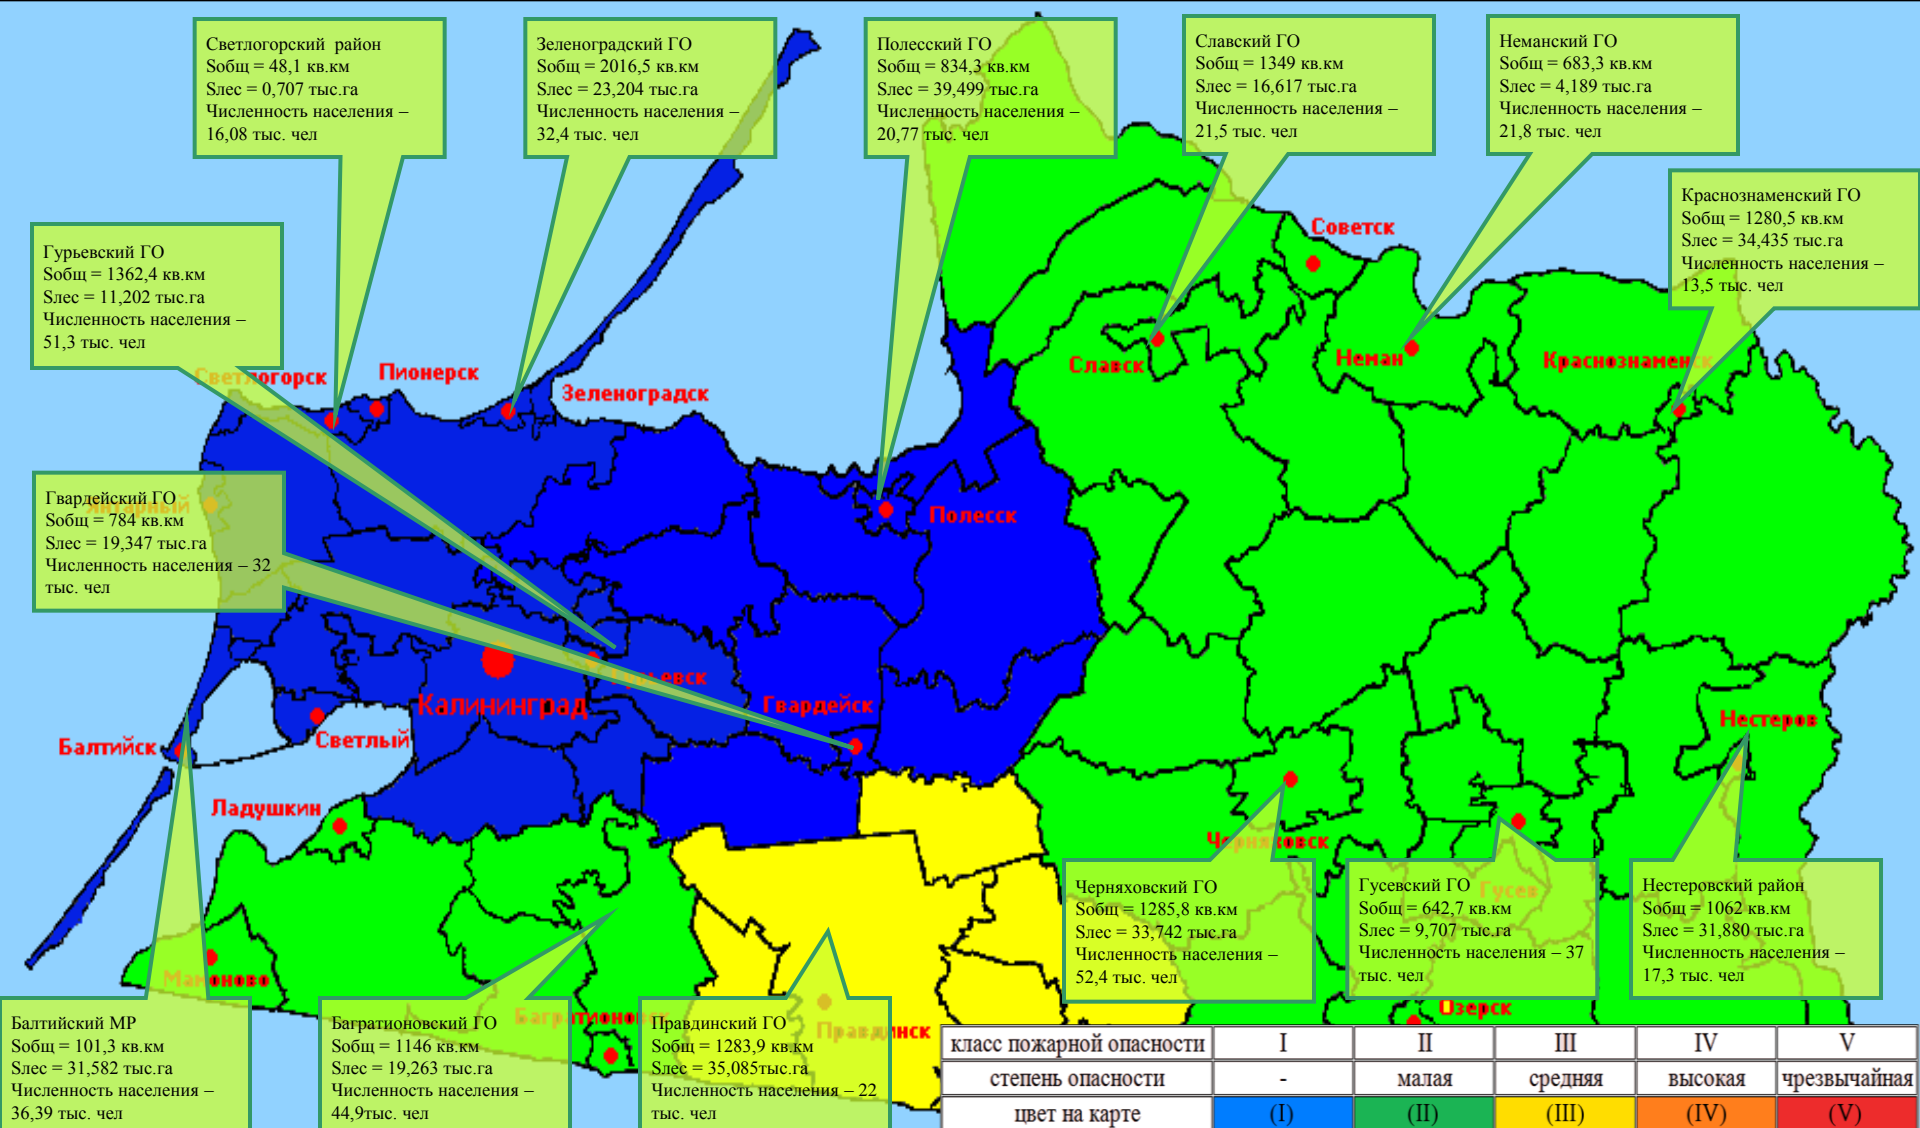 Светлогорский район
Sобщ = 48,1 кв.км
Sлес = 0,707 тыс.га
Численность населения –
16,08 тыс. чел
Зеленоградский ГО
Sобщ = 2016,5 кв.км
Sлес = 23,204 тыс.га
Численность населения –
32,4 тыс. чел
Полесский ГО
Sобщ = 834,3 кв.км
Sлес = 39,499 тыс.га
Численность населения –
20,77 тыс. чел
Славский ГО
Sобщ = 1349 кв.км
Sлес = 16,617 тыс.га
Численность населения –
21,5 тыс. чел
Неманский ГО
Sобщ = 683,3 кв.км
Sлес = 4,189 тыс.га
Численность населения –
21,8 тыс. чел
Краснознаменский ГО
Sобщ = 1280,5 кв.км
Sлес = 34,435 тыс.га
Численность населения –
13,5 тыс. чел
Гурьевский ГО
Sобщ = 1362,4 кв.км
Sлес = 11,202 тыс.га
Численность населения –
51,3 тыс. чел
Советск
Славск
Неман
Краснознаменск
Светлогорск
Пионерск
Зеленоградск
Гвардейский ГО
Sобщ = 784 кв.км
Sлес = 19,347 тыс.га
Численность населения – 32
тыс. чел
Янтарный
Полесск
Гурьевск
Калининград
Гвардейск
Нестеров
Балтийск
Светлый
Ладушкин
Черняховск
Гусев
Мамоново
Багратионовск
Правдинск
Озерск
Черняховский ГО
Sобщ = 1285,8 кв.км
Sлес = 33,742 тыс.га
Численность населения –
52,4 тыс. чел
Гусевский ГО
Sобщ = 642,7 кв.км
Sлес = 9,707 тыс.га
Численность населения – 37
тыс. чел
Нестеровский район
Sобщ = 1062 кв.км
Sлес = 31,880 тыс.га
Численность населения –
17,3 тыс. чел
Балтийский МР
Sобщ = 101,3 кв.км
Sлес = 31,582 тыс.га
Численность населения –
36,39 тыс. чел
Багратионовский ГО
Sобщ = 1146 кв.км
Sлес = 19,263 тыс.га
Численность населения –
44,9тыс. чел
Правдинский ГО
Sобщ = 1283,9 кв.км
Sлес = 35,085тыс.га
Численность населения – 22
тыс. чел
класс пожарной опасности I II III IV V
степень опасности - малая средняя высокая чрезвычайная
цвет на карте (I) (II) (III) (IV) (V)